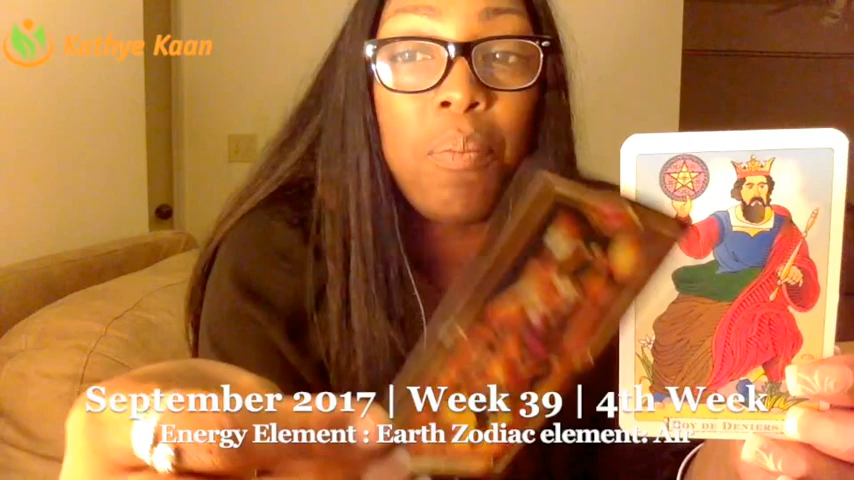 Kathye Kaan
September 2017 | Week 39 | 4th Week
Energy Element : Earth Zodiac element: Air
ROY DE DENIERS